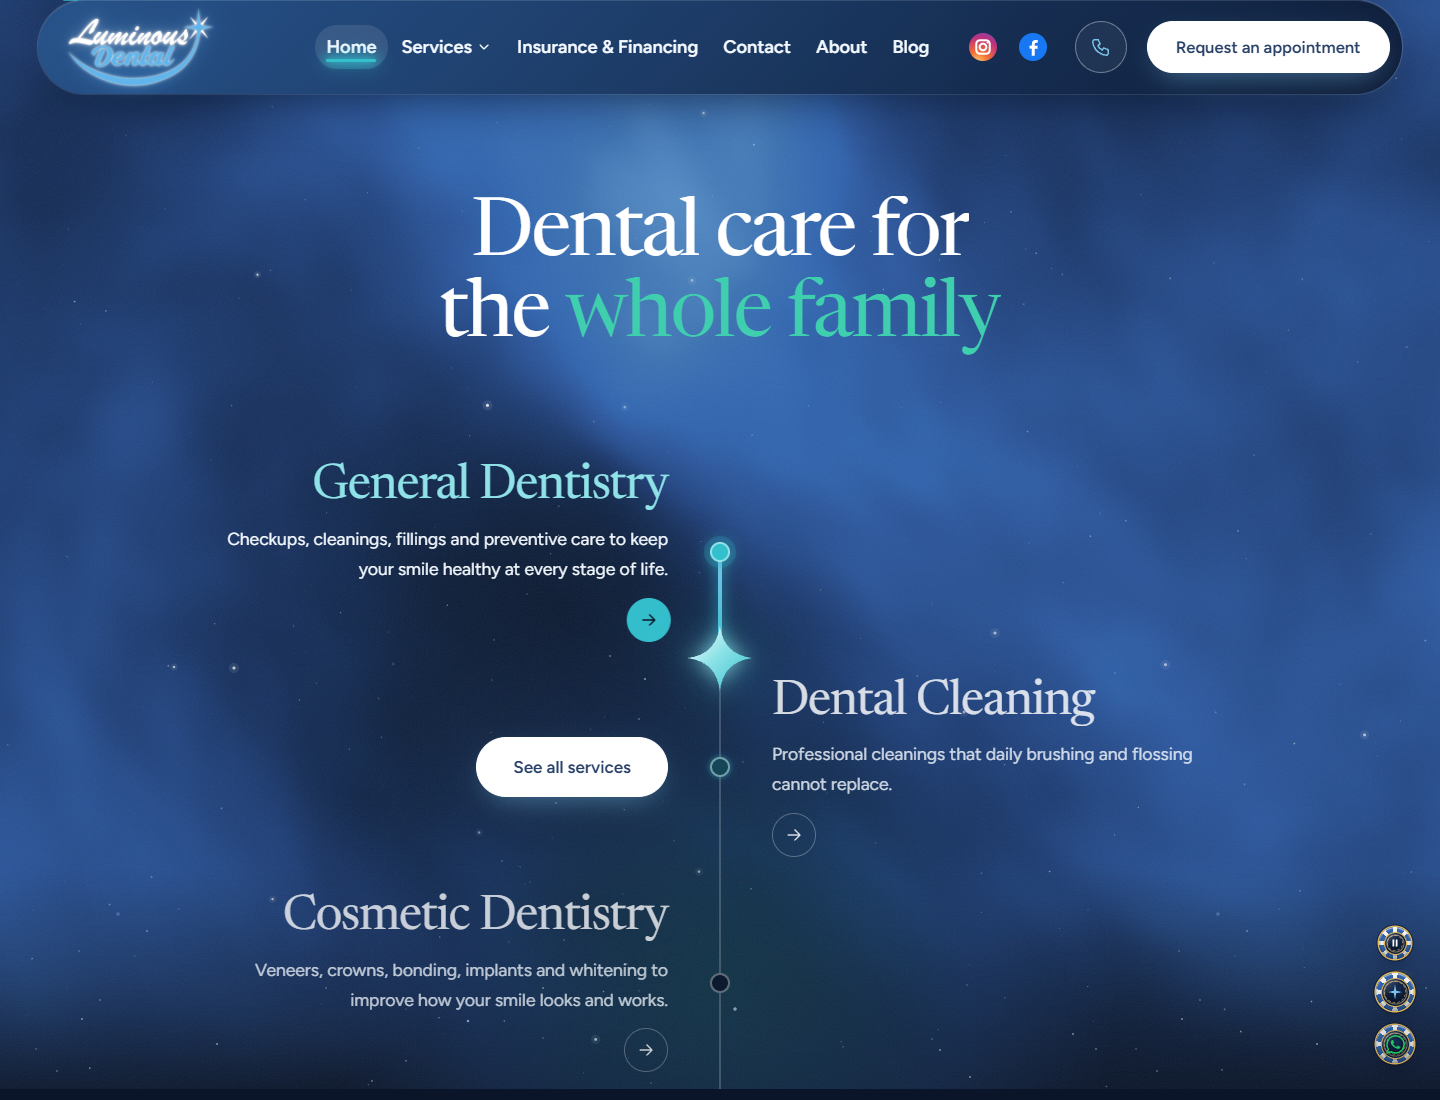 Luminous
Dental
Home
Services
Insurance & Financing
Contact
About
Blog
Request an appointment
Dental care for
the whole family
General Dentistry
Checkups, cleanings, fillings and preventive care to keep
your smile healthy at every stage of life.
Dental Cleaning
Professional cleanings that daily brushing and flossing
cannot replace.
See all services
Cosmetic Dentistry
Veneers, crowns, bonding, implants and whitening to
improve how your smile looks and works.